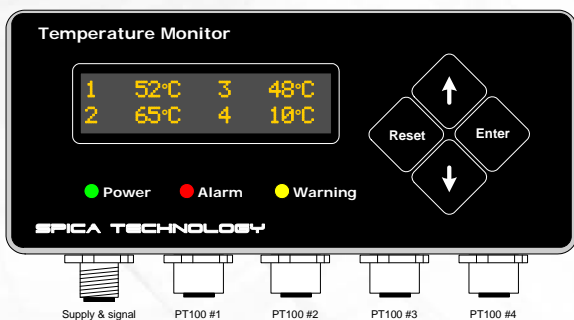 Temperature Monitor
1 52°C 3 48°C
2 65°C 4 10°C
Reset Enter
Power Alarm Warning
SPICA TECHNOLOGY
Supply & signal PT100 #1 PT100 #2 PT100 #3 PT100 #4